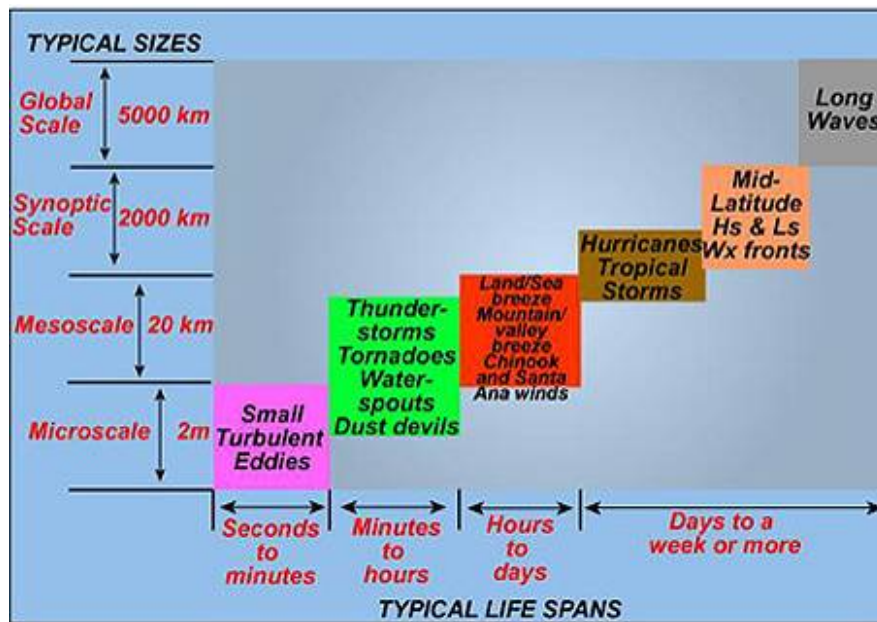 TYPICAL SIZES
Global
Scale
5000 km
Synoptic
Scale
2000 km
Mesoscale
20 km
Microscale
2m
Small
Turbulent
Eddies
Thunder-
storms
Tornadoes
Water-
spouts
Dust devils
Land/Sea
breeze
Mountain/
valley
breeze
Chinook
and Santa
Ana winds
Hurricanes
Tropical
Storms
Mid-
Latitude
Hs & Ls
Wx fronts
Long
Waves
Seconds
to
minutes
Minutes
to
hours
Hours
to
days
Days to a
week or more
TYPICAL LIFE SPANS